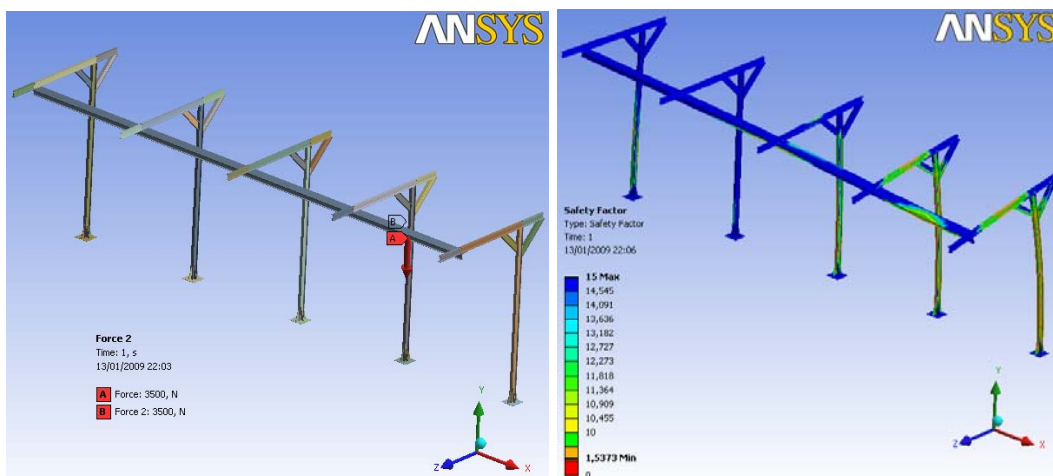 ANSYS
B
A
Force 2
Time: 1, s
13/01/2009 22:03
A Force: 3500, N
B Force 2: 3500, N
Y
Z
X
ANSYS
Safety Factor
Type: Safety Factor
Time: 1
13/01/2009 22:06
15 Max
14,545
14,091
13,636
13,182
12,727
12,273
11,818
11,364
10,909
10,455
10
1,5373 Min
0
Y
Z
X